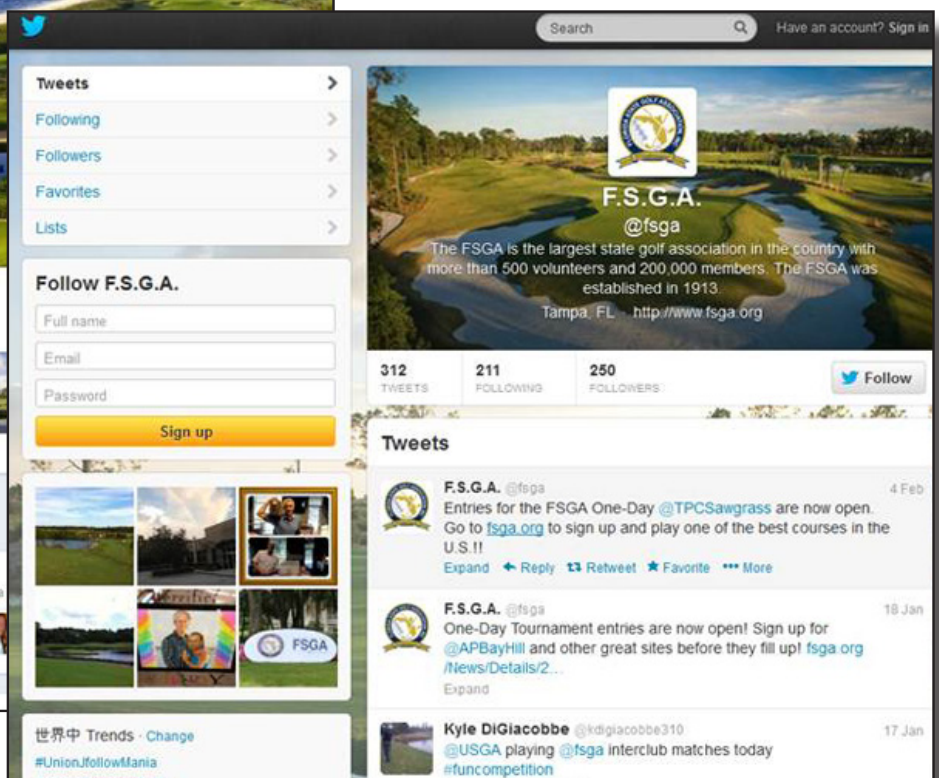 Search
Have an account? Sign in
Tweets
Following
Followers
Favorites
Lists
F.S.G.A.
@fsga
The FSGA is the largest state golf association in the country with
more than 500 volunteers and 200,000 members. The FSGA was
established in 1913.
Tampa, FL · http://www.fsga.org
Follow F.S.G.A.
Full name
Email
Password
Sign up
312
TWEETS
211
FOLLOWING
250
FOLLOWERS
Follow
Tweets
F.S.G.A. @fsga 4 Feb
Entries for the FSGA One-Day @TPCSawgrass are now open.
Go to fsga.org to sign up and play one of the best courses in the
U.S.!!
Expand Reply Retweet Favorite More
F.S.G.A. @fsga 18 Jan
One-Day Tournament entries are now open! Sign up for
@APBayHill and other great sites before they fill up! fsga.org
/News/Details/2...
Expand
Kyle DiGiacobbe @kdigiacobbe310 17 Jan
@USGA playing @fsga interclub matches today
#funcompetition
FSGA
世界中 Trends · Change
#UnionJfollowMania